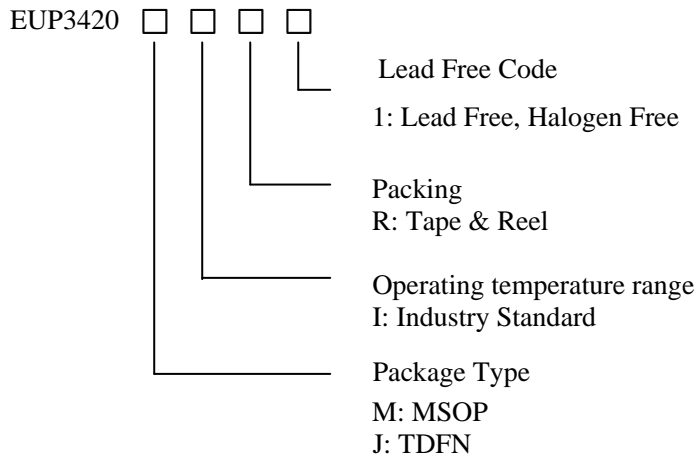 EUP3420 □ □ □ □
Lead Free Code
1: Lead Free, Halogen Free
Packing
R: Tape & Reel
Operating temperature range
I: Industry Standard
Package Type
M: MSOP
J: TDFN